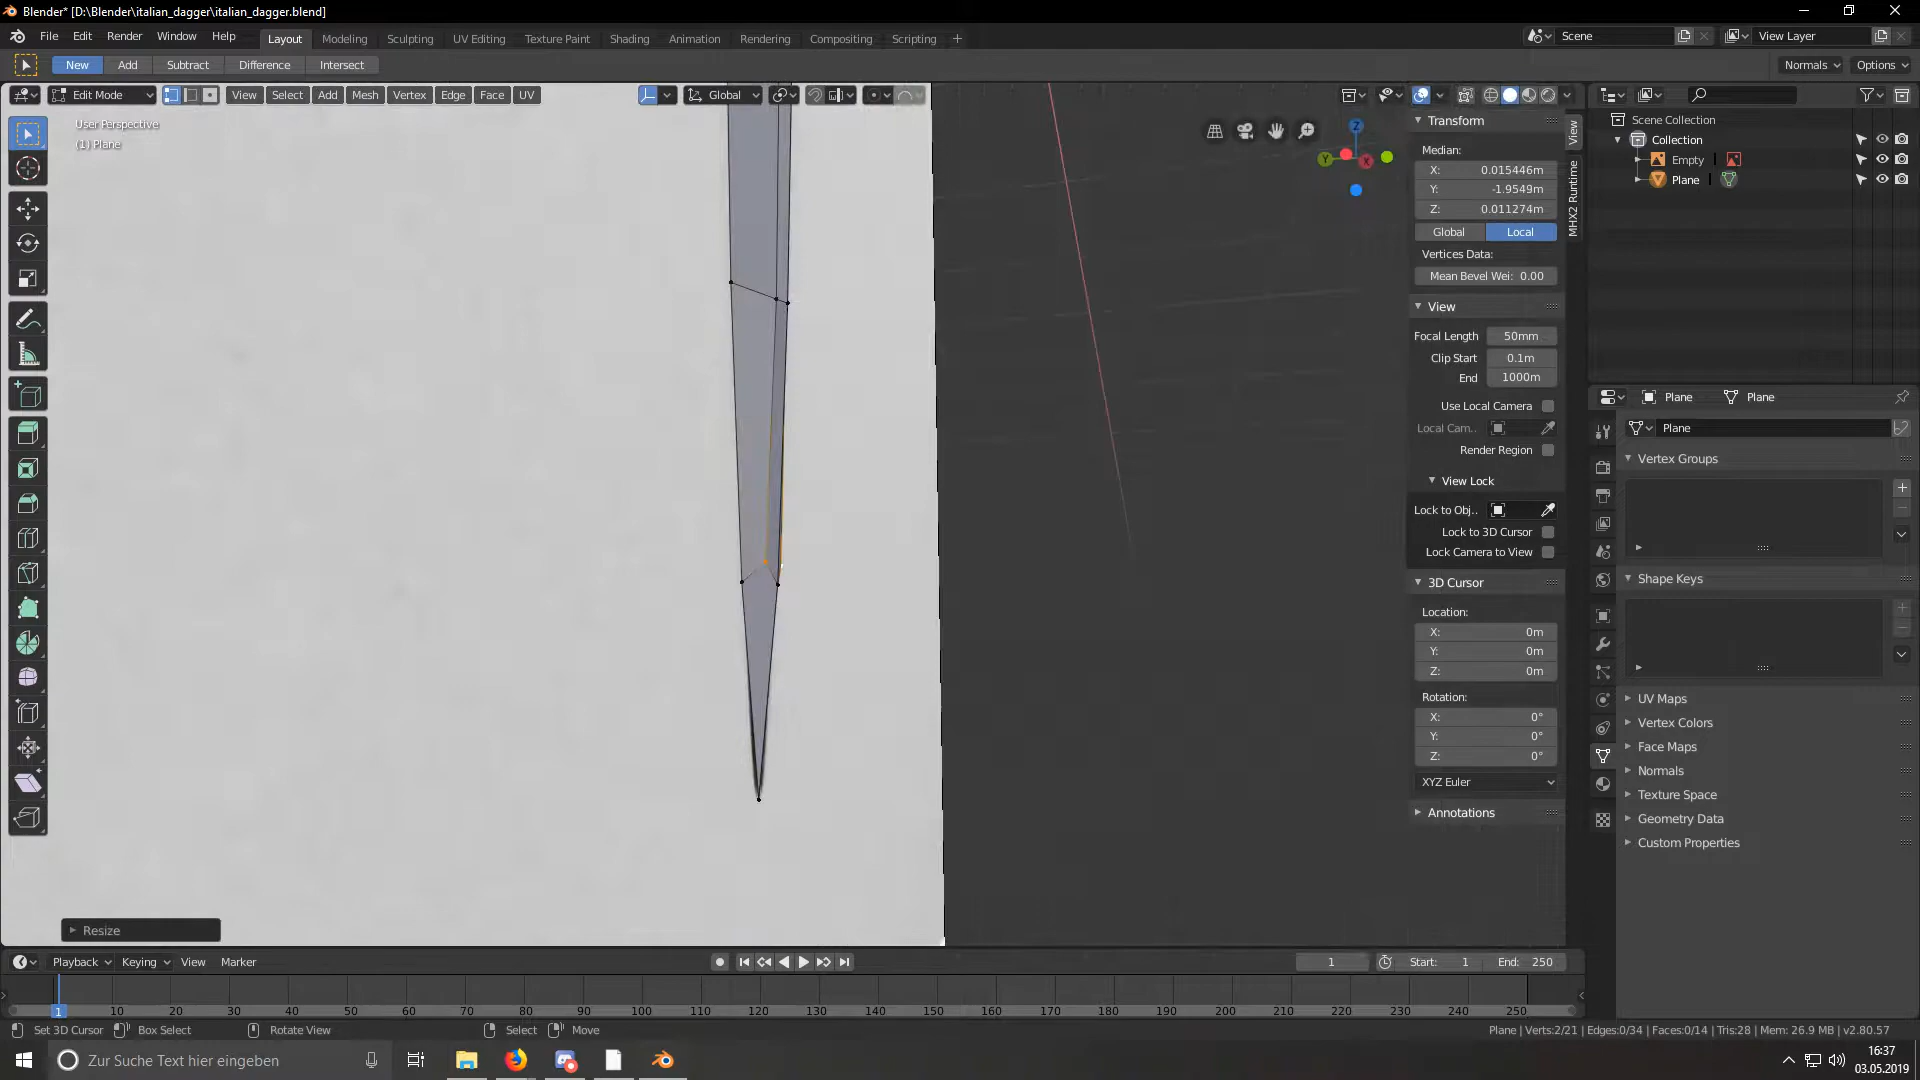 Blender* [D:\Blender\italian_dagger\italian_dagger.blend]
File Edit Render Window Help Layout Modeling Sculpting UV Editing Texture Paint Shading Animation Rendering Compositing Scripting + Scene View Layer
New Add Subtract Difference Intersect Normals Options
Edit Mode View Select Add Mesh Vertex Edge Face UV Global
User Perspective
(1) Plane
Z
Y
X
Transform
Median:
X: 0.015446m
Y: -1.9549m
Z: 0.011274m
Global Local
Vertices Data:
Mean Bevel Wei: 0.00
View
Focal Length 50mm
Clip Start 0.1m
End 1000m
Use Local Camera
Local Cam..
Render Region
View Lock
Lock to Obj..
Lock to 3D Cursor
Lock Camera to View
3D Cursor
Location:
X: 0m
Y: 0m
Z: 0m
Rotation:
X: 0°
Y: 0°
Z: 0°
XYZ Euler
Annotations
View
MHX2 Runtime
Scene Collection
Collection
Empty
Plane
Plane Plane
Plane
Vertex Groups
Shape Keys
UV Maps
Vertex Colors
Face Maps
Normals
Texture Space
Geometry Data
Custom Properties
Resize
Playback Keying View Marker 1 Start: 1 End: 250
1 10 20 30 40 50 60 70 80 90 100 110 120 130 140 150 160 170 180 190 200 210 220 230 240 250
Set 3D Cursor Box Select Rotate View Select Move Plane | Verts:2/21 | Edges:0/34 | Faces:0/14 | Tris:28 | Mem: 26.9 MB | v2.80.57
Zur Suche Text hier eingeben
16:37
03.05.2019